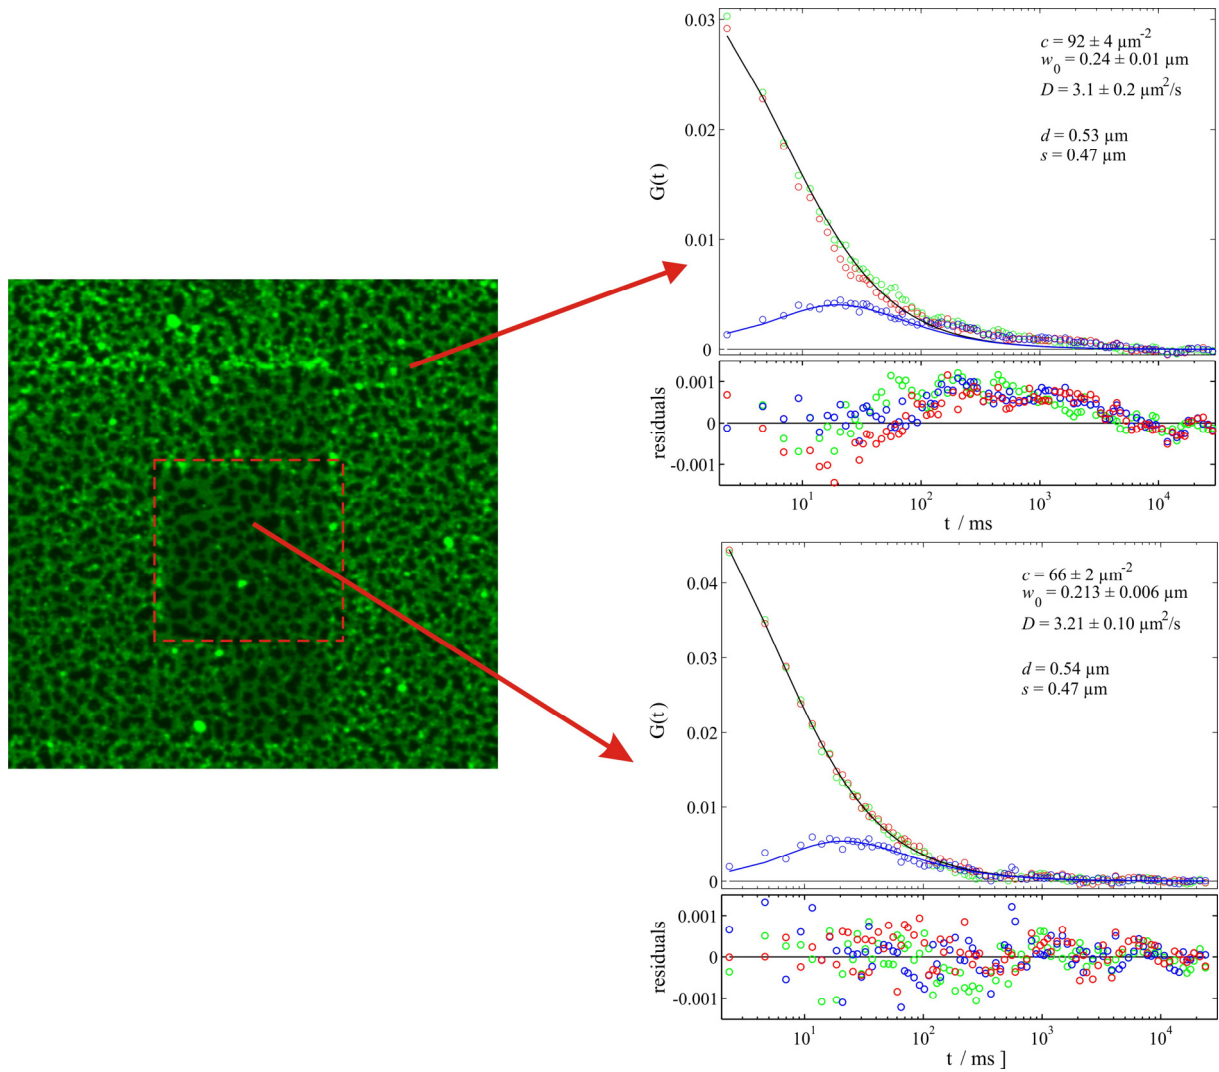 0.03
0.02
0.01
0
G(t)
c = 92 ± 4 µm⁻²
w₀ = 0.24 ± 0.01 µm
D = 3.1 ± 0.2 µm²/s
d = 0.53 µm
s = 0.47 µm
0.001
0
-0.001
residuals
10¹ 10² 10³ 10⁴
t / ms
0.04
0.03
0.02
0.01
0
G(t)
c = 66 ± 2 µm⁻²
w₀ = 0.213 ± 0.006 µm
D = 3.21 ± 0.10 µm²/s
d = 0.54 µm
s = 0.47 µm
0.001
0
-0.001
residuals
10¹ 10² 10³ 10⁴
t / ms ]